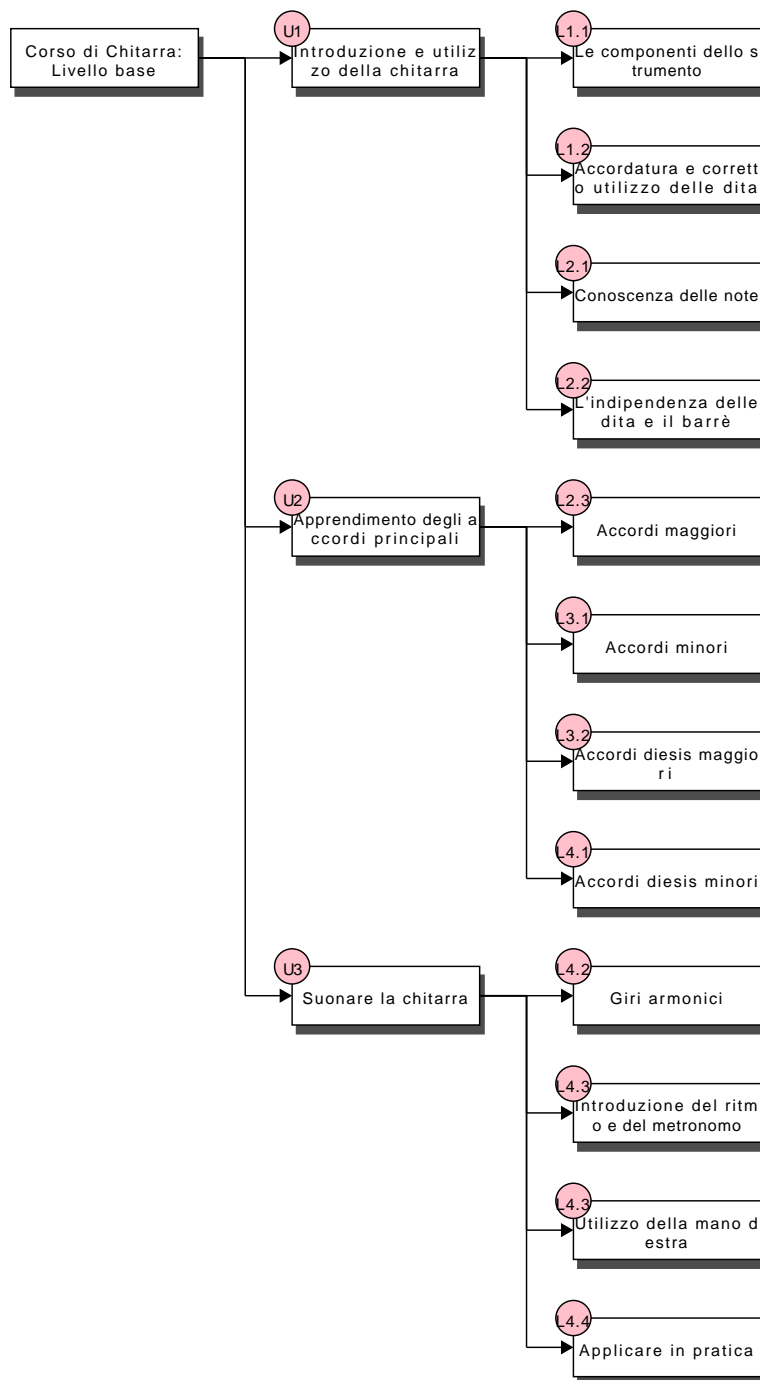 Corso di Chitarra:
Livello base
U1
Introduzione e utiliz
zo della chitarra
L1.1
Le componenti dello s
trumento
L1.2
Accordatura e corrett
o utilizzo delle dita
L2.1
Conoscenza delle note
L2.2
L'indipendenza delle
dita e il barrè
U2
Apprendimento degli a
ccordi principali
L2.3
Accordi maggiori
L3.1
Accordi minori
L3.2
Accordi diesis maggio
ri
L4.1
Accordi diesis minori
U3
Suonare la chitarra
L4.2
Giri armonici
L4.3
Introduzione del ritm
o e del metronomo
L4.3
Utilizzo della mano d
estra
L4.4
Applicare in pratica